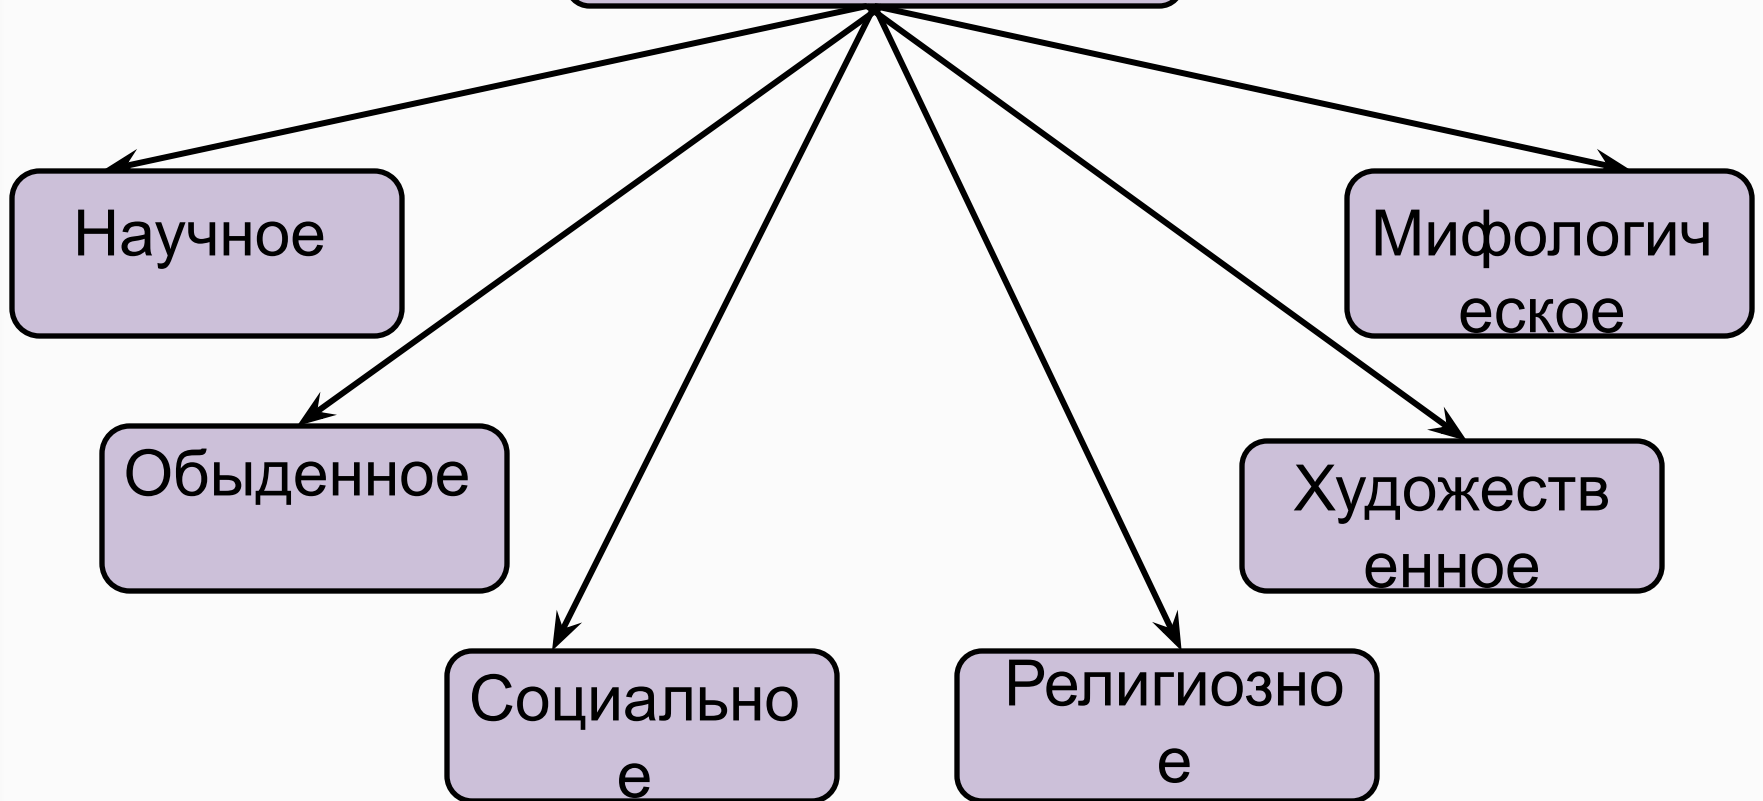 Научное
Мифологич
еское
Обыденное
Художеств
енное
Социально
е
Религиозно
е